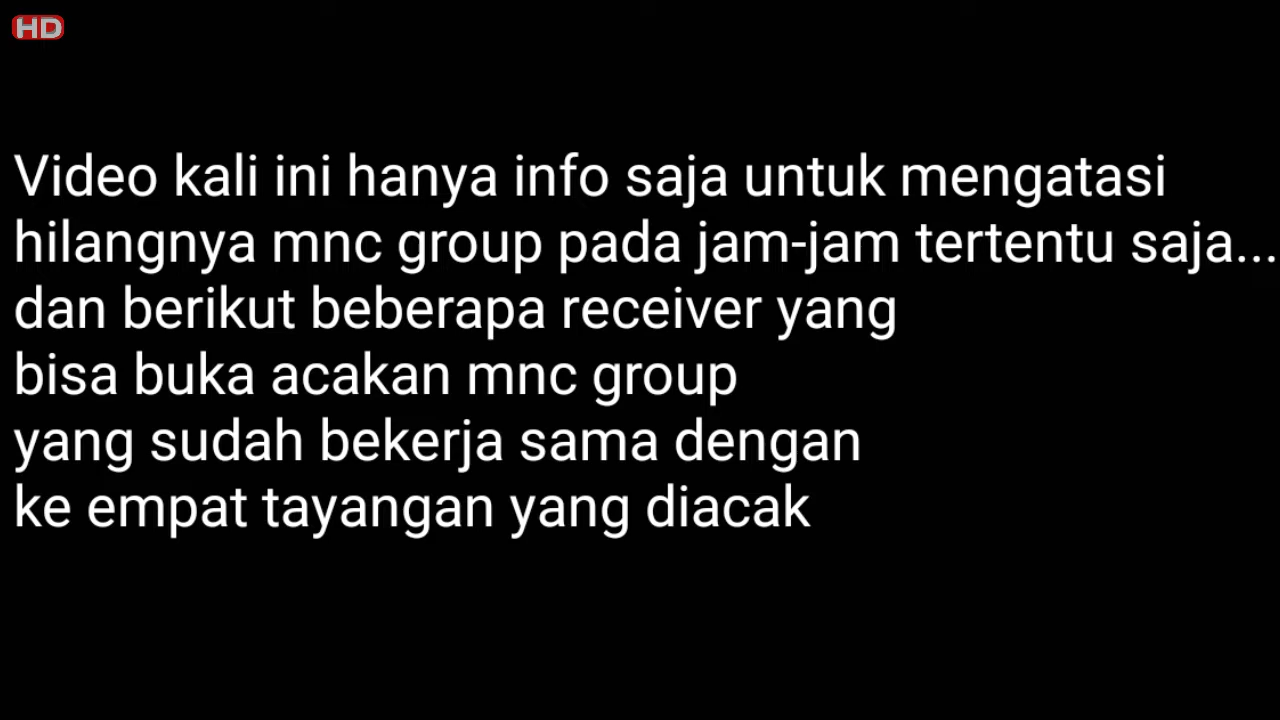 HD
Video kali ini hanya info saja untuk mengatasi
hilangnya mnc group pada jam-jam tertentu saja...
dan berikut beberapa receiver yang
bisa buka acakan mnc group
yang sudah bekerja sama dengan
ke empat tayangan yang diacak